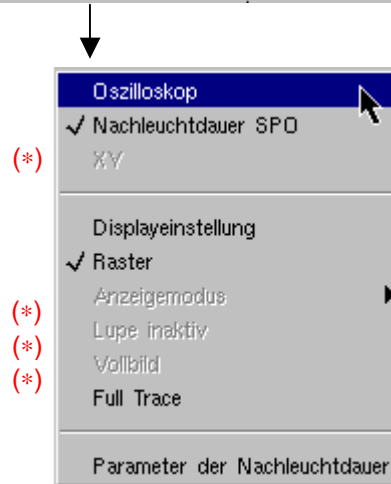 Oszilloskop
✓ Nachleuchtdauer SPO
(*) XY
Displayeinstellung
✓ Raster
(*) Anzeigemodus
(*) Lupe inaktiv
(*) Vollbild
Full Trace
Parameter der Nachleuchtdauer